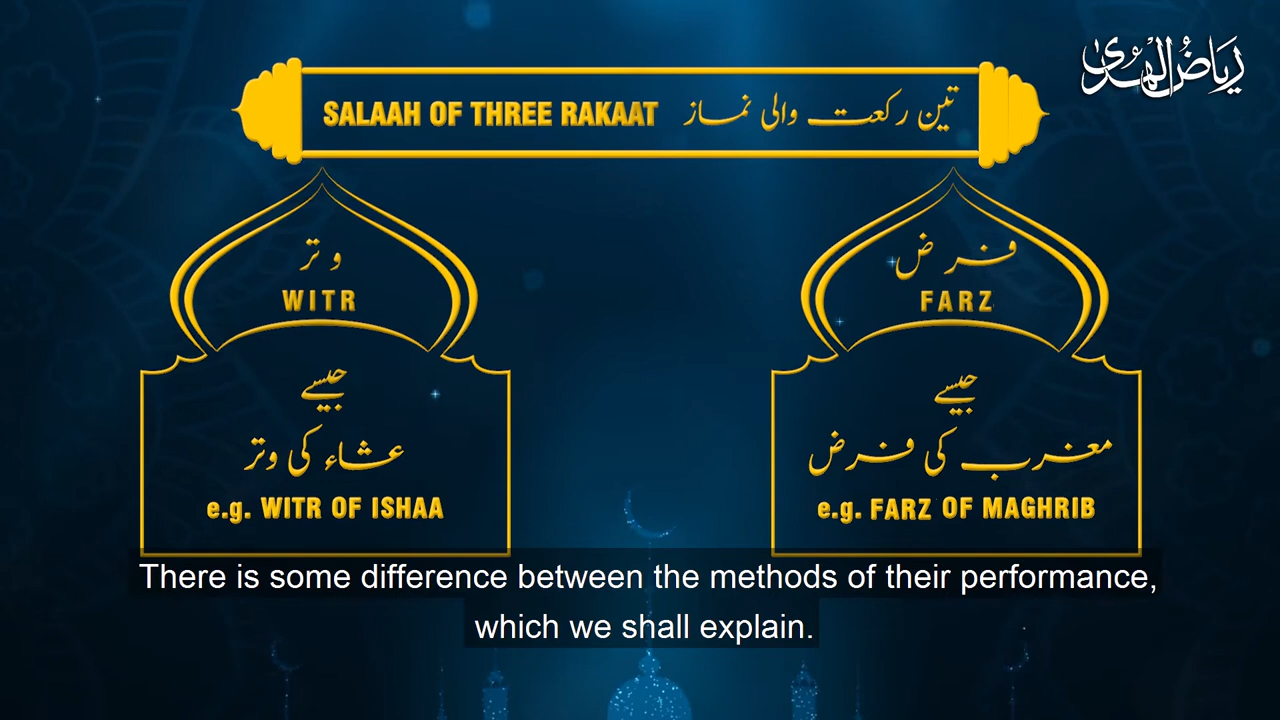 ریاض الہدیٰ
SALAAH OF THREE RAKAAT تین رکعت والی نماز
وتر
WITR
جیسے
عشاء کی وتر
e.g. WITR OF ISHAA
فرض
FARZ
جیسے
مغرب کی فرض
e.g. FARZ OF MAGHRIB
There is some difference between the methods of their performance,
which we shall explain.